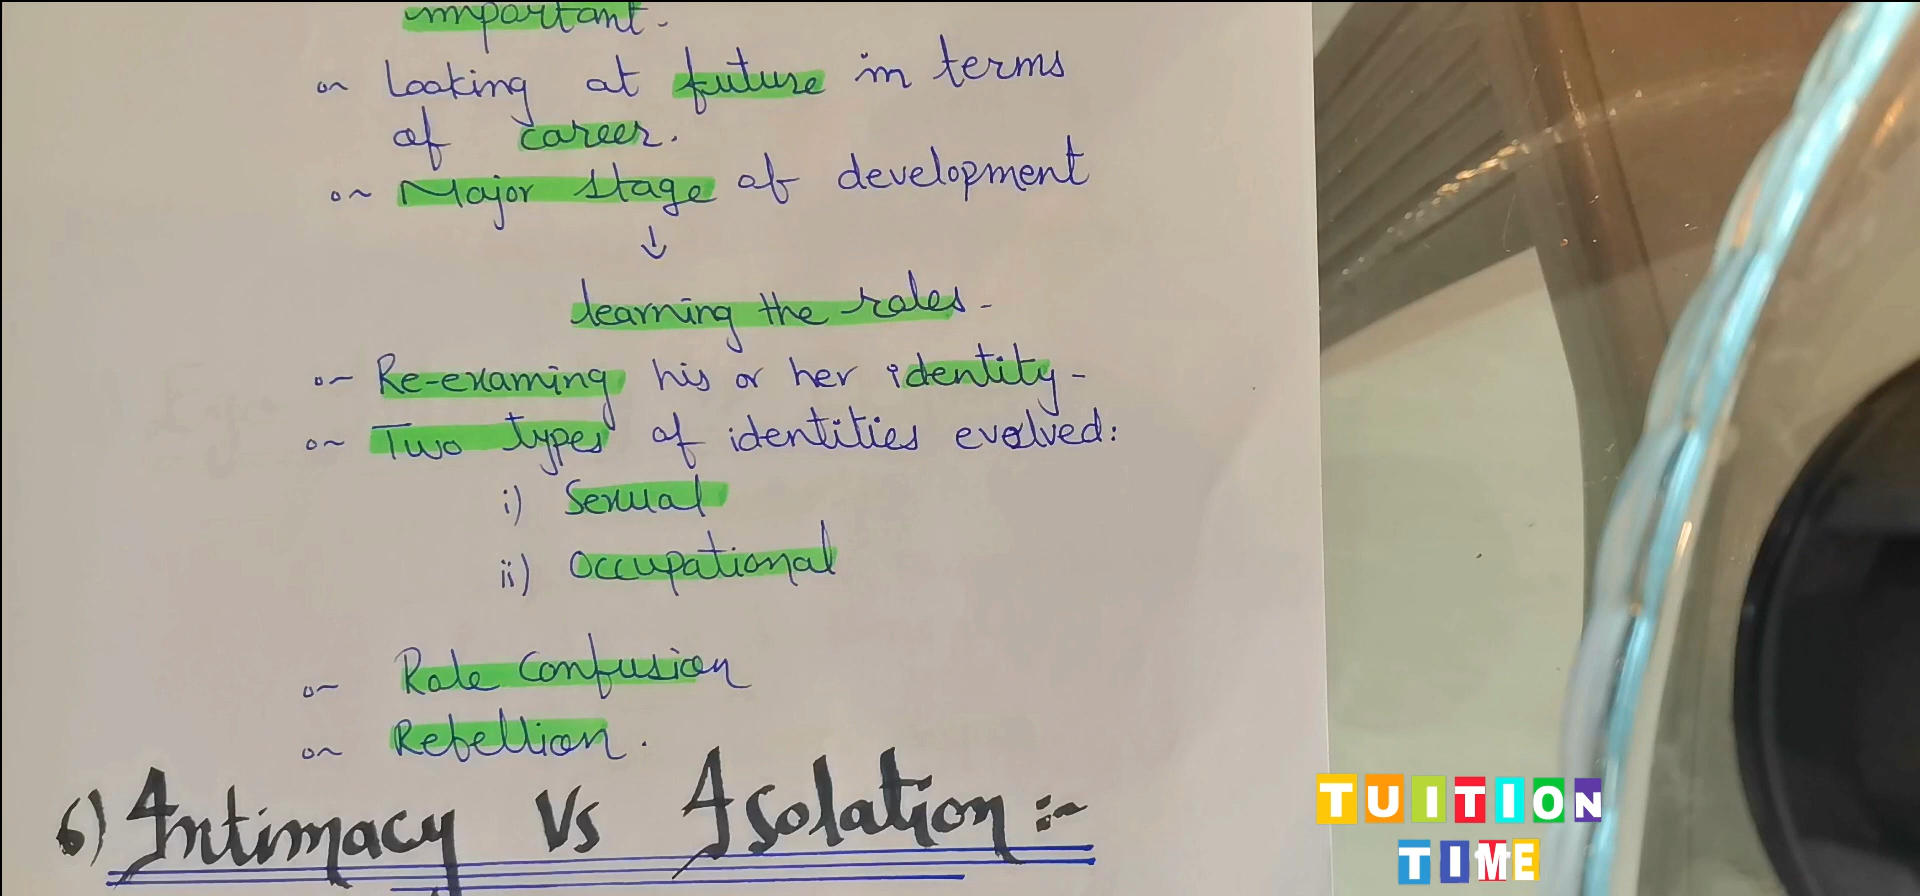 important.
Looking at future in terms
of career.
Major stage of development
↓
learning the roles -
Re-examing his or her identity -
Two types of identities evolved:
i) Sexual
ii) Occupational
Role Confusion
Rebellion.
6) Intimacy Vs Isolation :-
TUITION
TIME